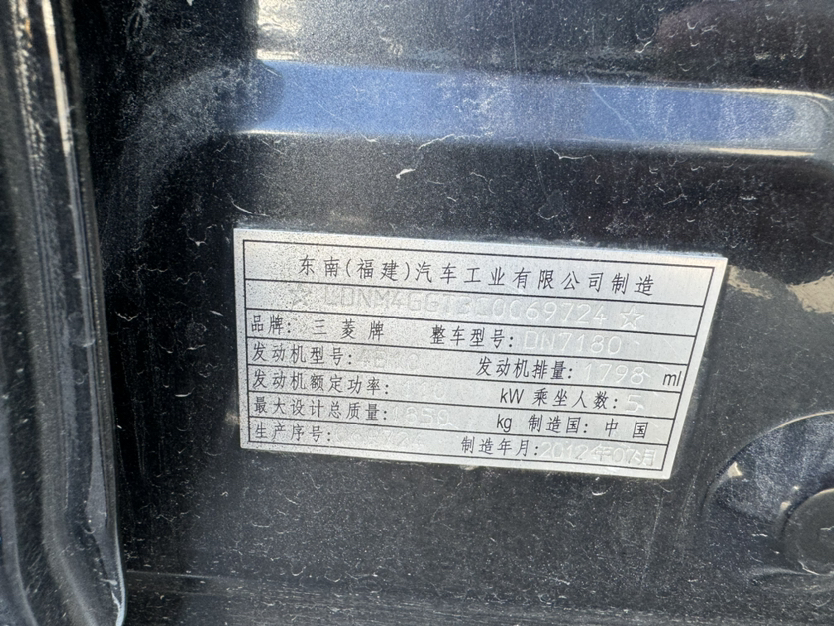 东南(福建)汽车工业有限公司制造
品牌: 三菱牌 整车型号: DN7180
发动机型号: 发动机排量: 1798 ml
发动机额定功率: kW 乘坐人数: 5
最大设计总质量: 1850 kg 制造国: 中国
生产序号: 制造年月: 2012年07月